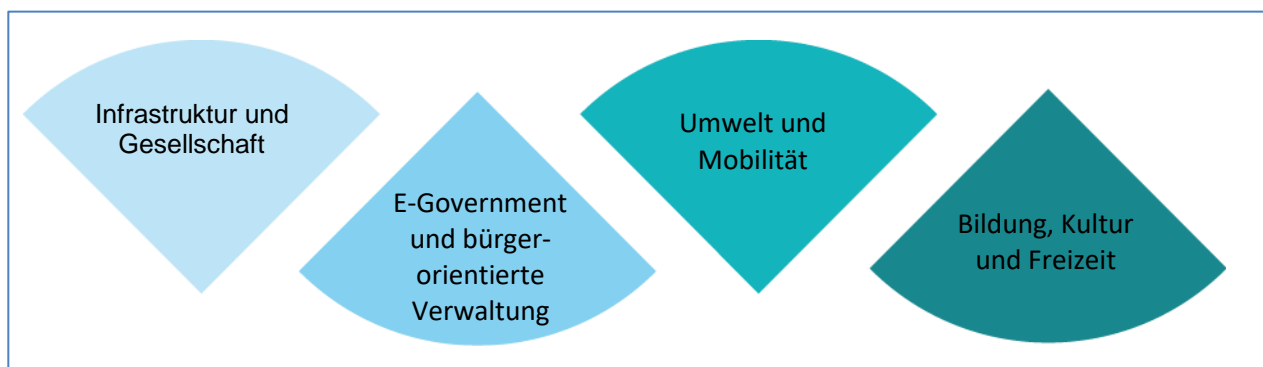 Infrastruktur und
Gesellschaft
E-Government
und bürger-
orientierte
Verwaltung
Umwelt und
Mobilität
Bildung, Kultur
und Freizeit